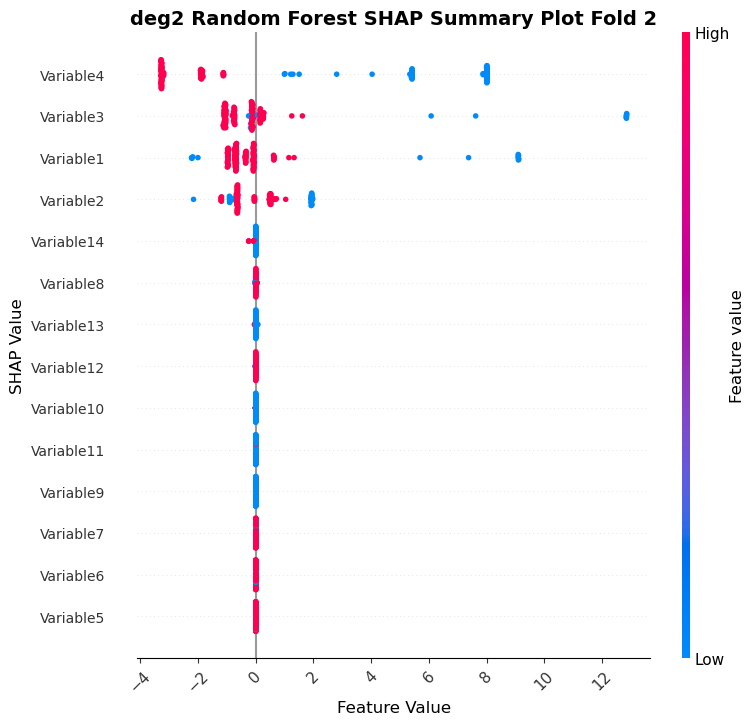 deg2 Random Forest SHAP Summary Plot Fold 2
High
Variable4
Variable3
Variable1
Variable2
Variable14
Variable8
Variable13
Variable12
Variable10
Variable11
Variable9
Variable7
Variable6
Variable5
SHAP Value
Feature value
Low
−4 −2 0 2 4 6 8 10 12
Feature Value